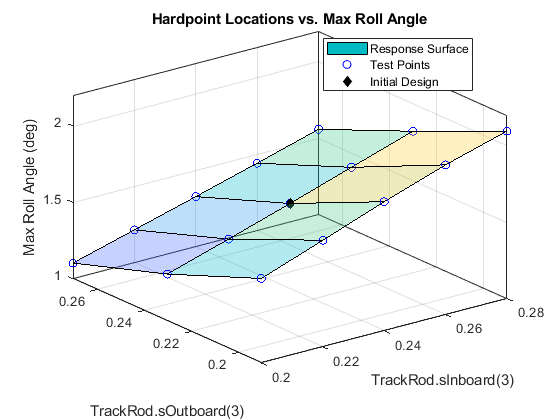 Hardpoint Locations vs. Max Roll Angle
Response Surface
Test Points
Initial Design
Max Roll Angle (deg)
2
1.5
1
0.26
0.24
0.22
0.2
0.2
0.22
0.24
0.26
0.28
TrackRod.sOutboard(3)
TrackRod.sInboard(3)